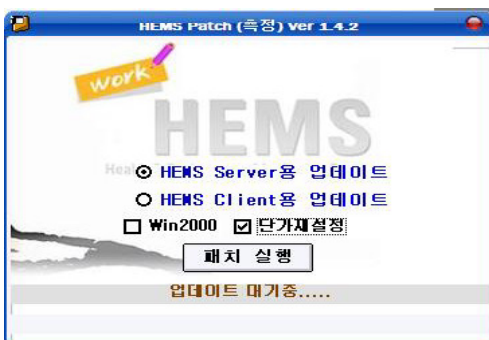 HEMS Patch (측정) Ver 1.4.2
work
HEMS
HEMS Server용 업데이트
HEMS Client용 업데이트
Win2000 단가재설정
패치 실행
업데이트 대기중.....